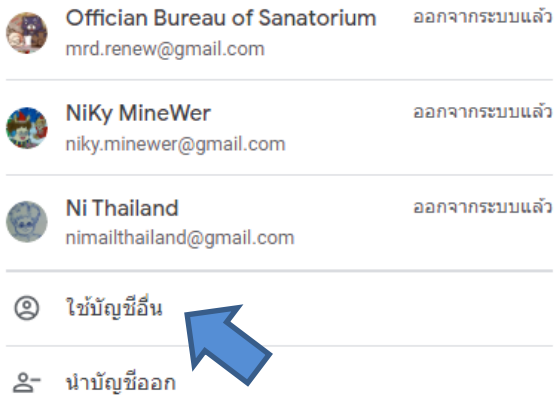 Offician Bureau of Sanatorium ออกจากระบบแล้ว
mrd.renew@gmail.com
NiKy MineWer ออกจากระบบแล้ว
niky.minewer@gmail.com
Ni Thailand ออกจากระบบแล้ว
nimailthailand@gmail.com
ใช้บัญชีอื่น
นำบัญชีออก